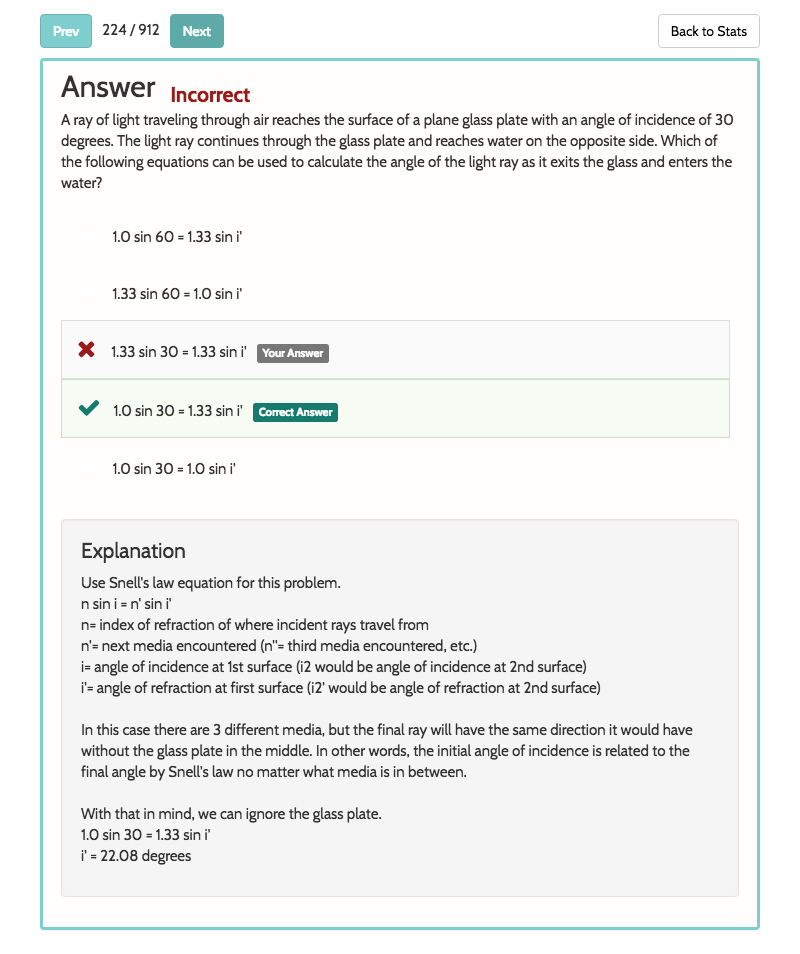 Prev 224 / 912 Next Back to Stats
Answer Incorrect
A ray of light traveling through air reaches the surface of a plane glass plate with an angle of incidence of 30
degrees. The light ray continues through the glass plate and reaches water on the opposite side. Which of
the following equations can be used to calculate the angle of the light ray as it exits the glass and enters the
water?
1.0 sin 60 = 1.33 sin i'
1.33 sin 60 = 1.0 sin i'
1.33 sin 30 = 1.33 sin i' Your Answer
1.0 sin 30 = 1.33 sin i' Correct Answer
1.0 sin 30 = 1.0 sin i'
Explanation
Use Snell's law equation for this problem.
n sin i = n' sin i'
n= index of refraction of where incident rays travel from
n'= next media encountered (n"= third media encountered, etc.)
i= angle of incidence at 1st surface (i2 would be angle of incidence at 2nd surface)
i'= angle of refraction at first surface (i2' would be angle of refraction at 2nd surface)
In this case there are 3 different media, but the final ray will have the same direction it would have
without the glass plate in the middle. In other words, the initial angle of incidence is related to the
final angle by Snell's law no matter what media is in between.
With that in mind, we can ignore the glass plate.
1.0 sin 30 = 1.33 sin i'
i' = 22.08 degrees